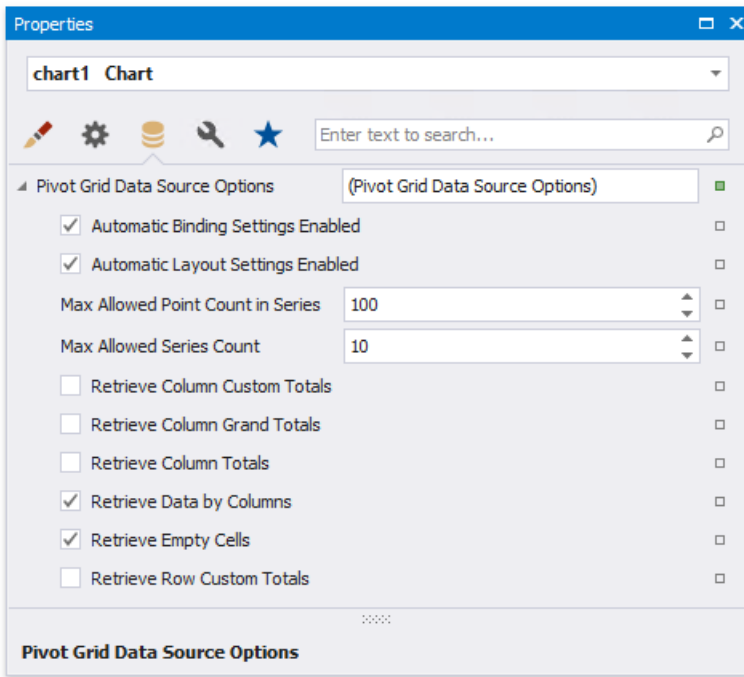 Properties
chart1 Chart
Enter text to search...
Pivot Grid Data Source Options (Pivot Grid Data Source Options)
Automatic Binding Settings Enabled
Automatic Layout Settings Enabled
Max Allowed Point Count in Series 100
Max Allowed Series Count 10
Retrieve Column Custom Totals
Retrieve Column Grand Totals
Retrieve Column Totals
Retrieve Data by Columns
Retrieve Empty Cells
Retrieve Row Custom Totals
Pivot Grid Data Source Options